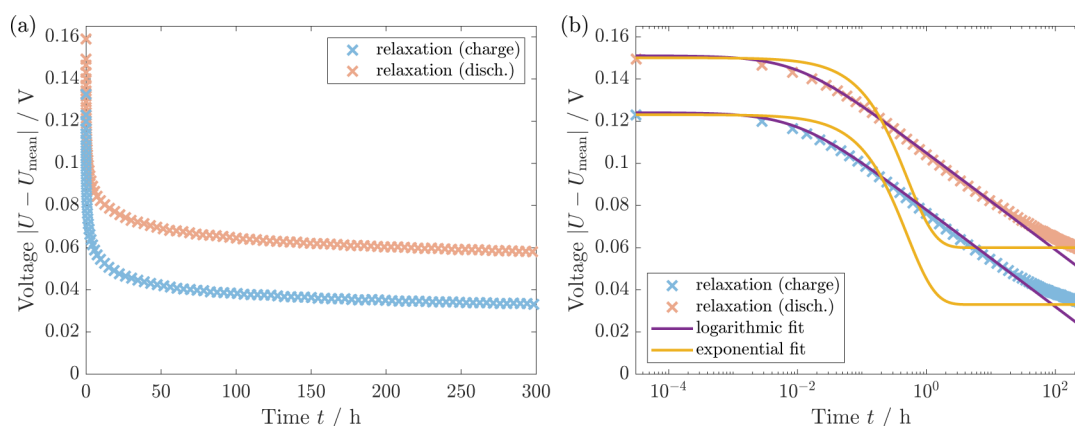 (a)
Voltage |U − U_mean| / V
0.16
0.14
0.12
0.1
0.08
0.06
0.04
0.02
0
0 50 100 150 200 250 300
Time t / h
relaxation (charge)
relaxation (disch.)
(b)
Voltage |U − U_mean| / V
0.16
0.14
0.12
0.1
0.08
0.06
0.04
0.02
0
10⁻⁴ 10⁻² 10⁰ 10²
Time t / h
relaxation (charge)
relaxation (disch.)
logarithmic fit
exponential fit